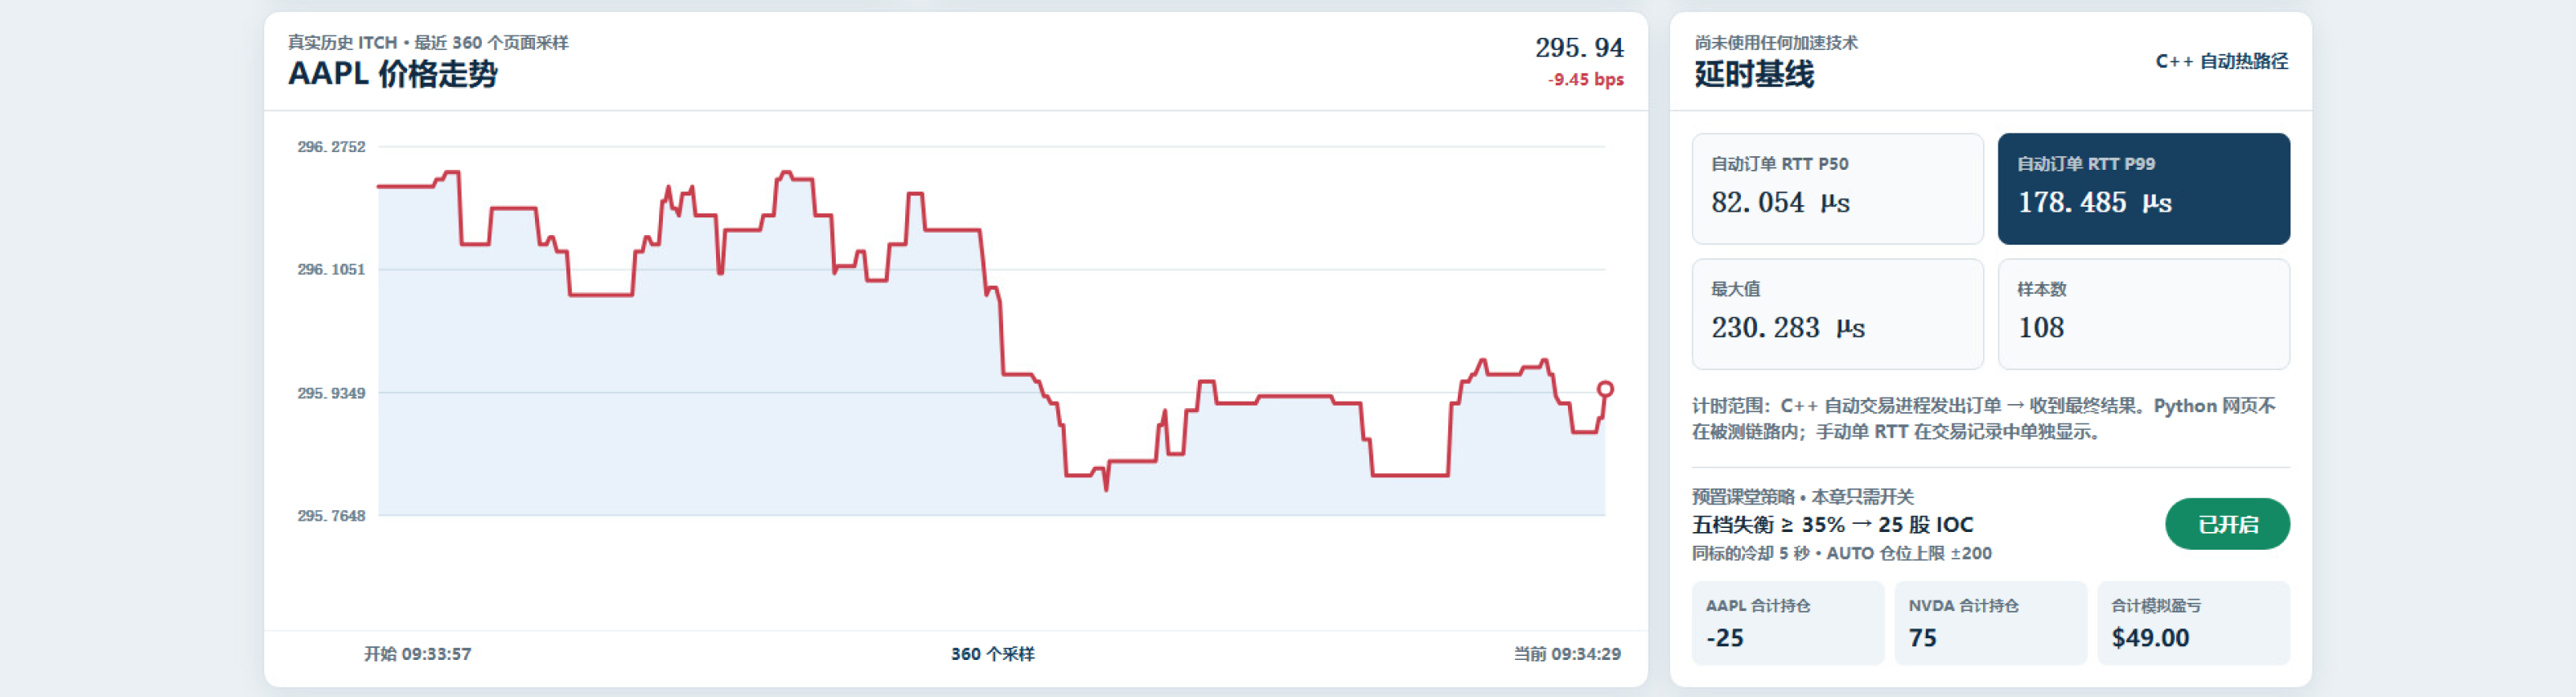 真实历史 ITCH • 最近 360 个页面采样
AAPL 价格走势
295.94
-9.45 bps
296.2752
296.1051
295.9349
295.7648
开始 09:33:57
360 个采样
当前 09:34:29
尚未使用任何加速技术
延时基线
C++ 自动热路径
自动订单 RTT P50
82.054 μs
自动订单 RTT P99
178.485 μs
最大值
230.283 μs
样本数
108
计时范围：C++ 自动交易进程发出订单 → 收到最终结果。Python 网页不
在被测链路内；手动单 RTT 在交易记录中单独显示。
预置课堂策略 • 本章只需开关
五档失衡 ≥ 35% → 25 股 IOC
同标的冷却 5 秒 • AUTO 仓位上限 ±200
已开启
AAPL 合计持仓
-25
NVDA 合计持仓
75
合计模拟盈亏
$49.00